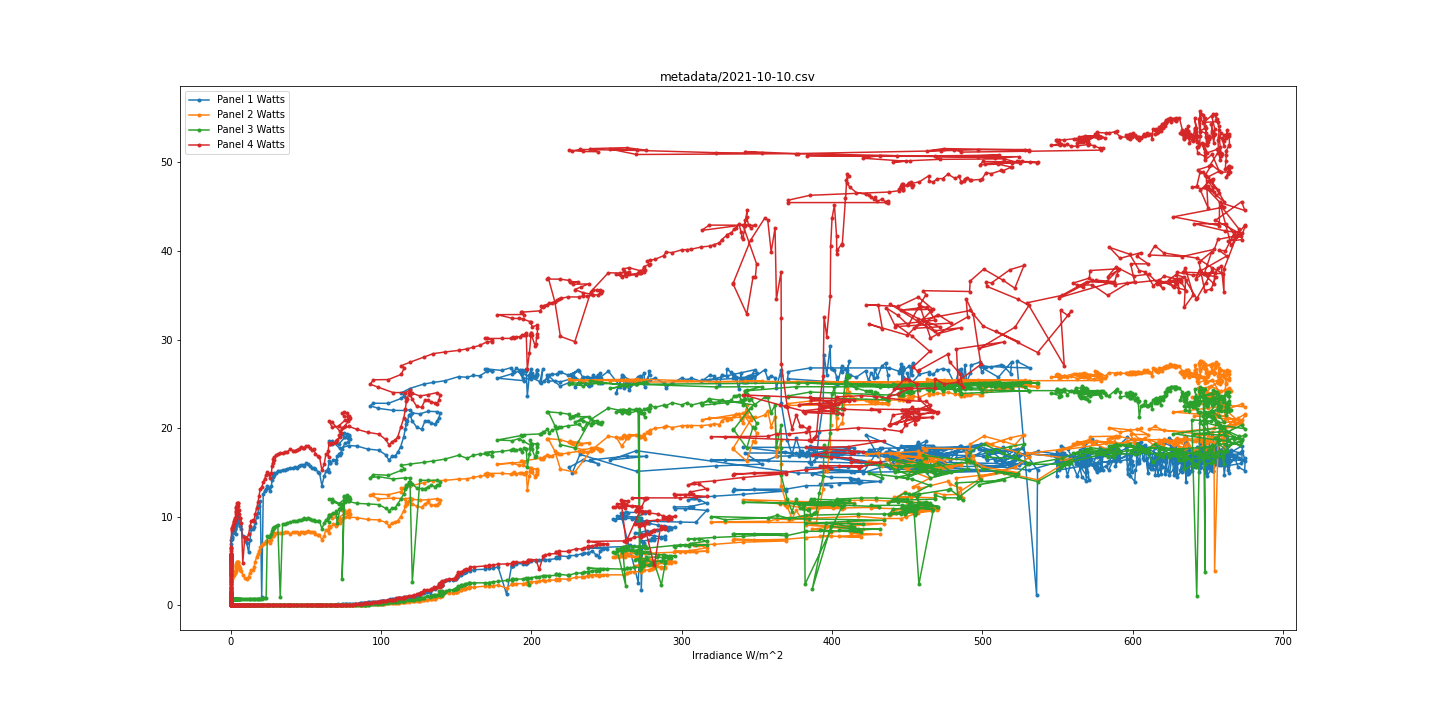 metadata/2021-10-10.csv
Panel 1 Watts
Panel 2 Watts
Panel 3 Watts
Panel 4 Watts
50
40
30
20
10
0
0 100 200 300 400 500 600 700
Irradiance W/m^2